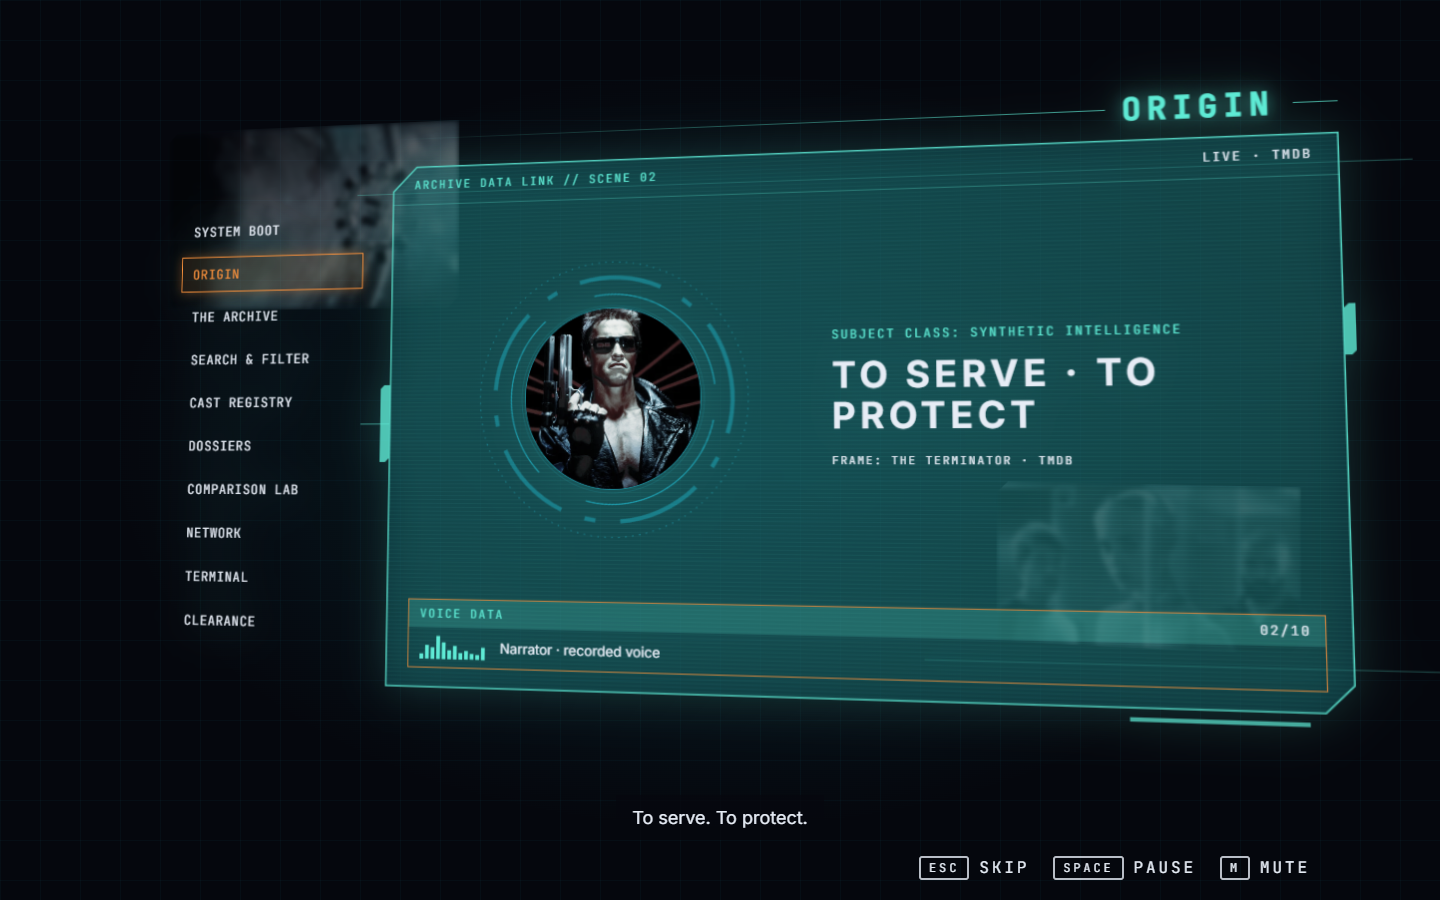 ORIGIN
LIVE · TMDB
ARCHIVE DATA LINK // SCENE 02
SYSTEM BOOT
ORIGIN
THE ARCHIVE
SEARCH & FILTER
CAST REGISTRY
DOSSIERS
COMPARISON LAB
NETWORK
TERMINAL
CLEARANCE
SUBJECT CLASS: SYNTHETIC INTELLIGENCE
TO SERVE · TO
PROTECT
FRAME: THE TERMINATOR · TMDB
VOICE DATA
02/10
Narrator · recorded voice
To serve. To protect.
ESC SKIP SPACE PAUSE M MUTE